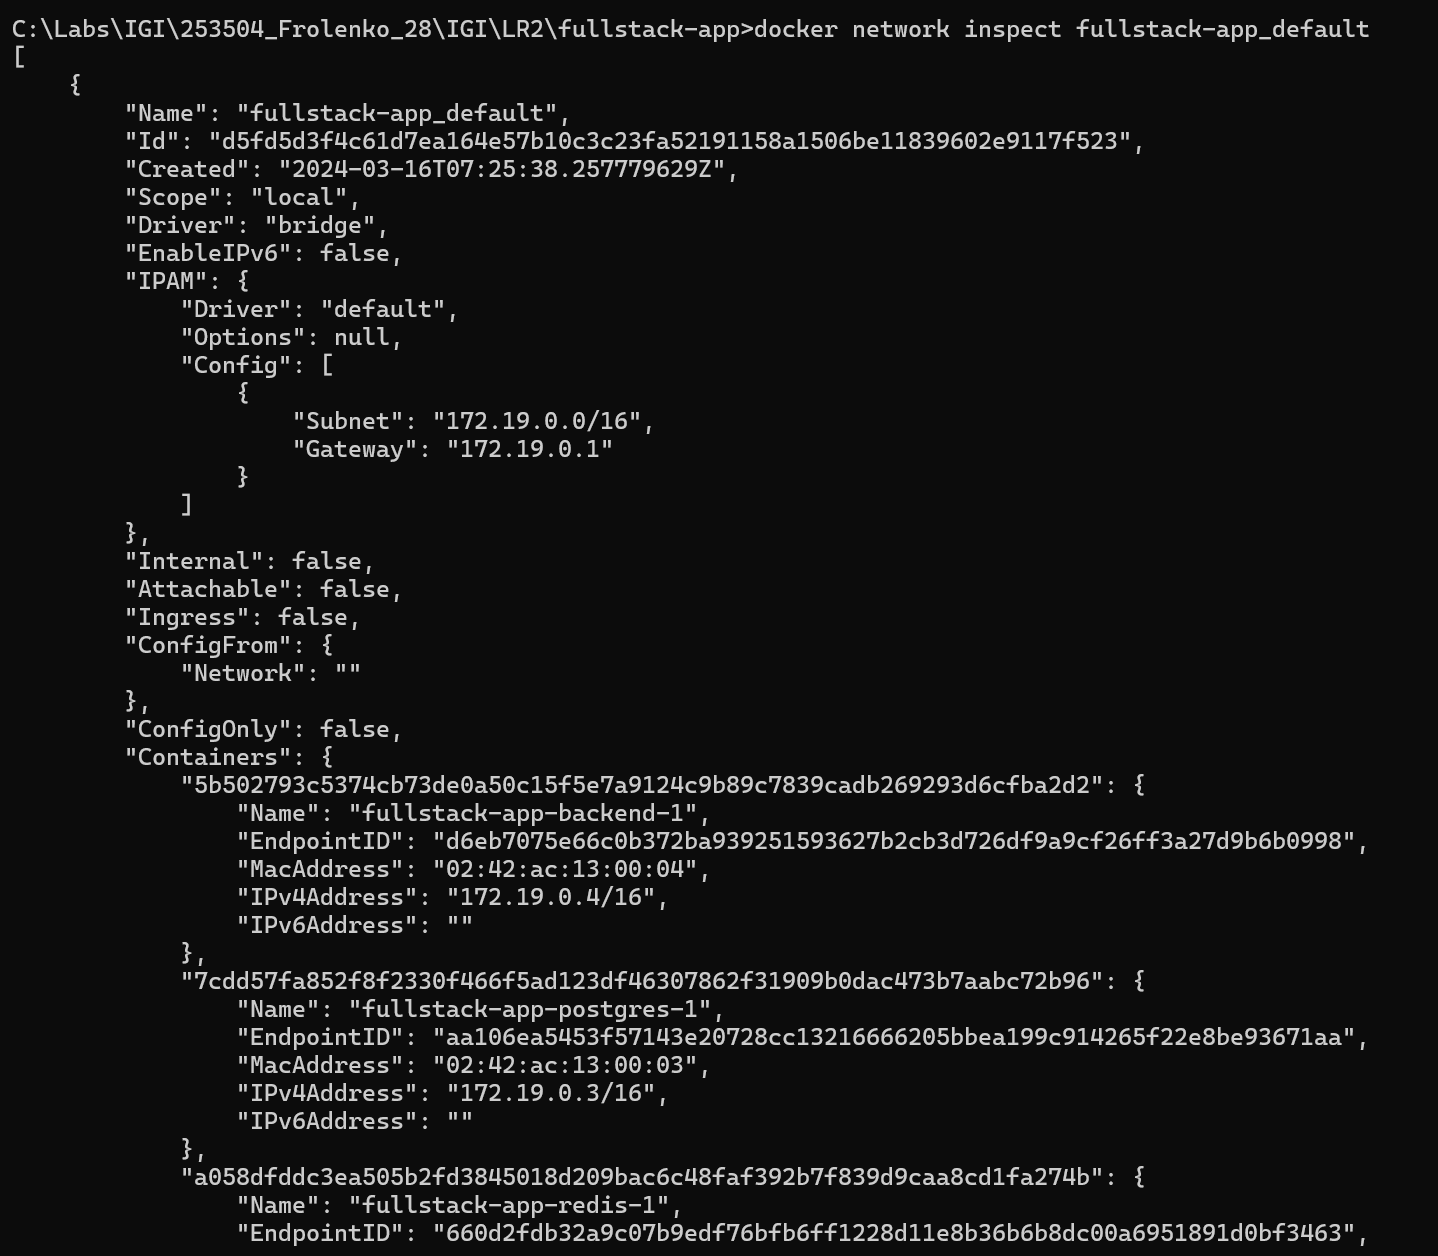 C:\Labs\IGI\253504_Frolenko_28\IGI\LR2\fullstack-app>docker network inspect fullstack-app_default
[
    {
        "Name": "fullstack-app_default",
        "Id": "d5fd5d3f4c61d7ea164e57b10c3c23fa52191158a1506be11839602e9117f523",
        "Created": "2024-03-16T07:25:38.257779629Z",
        "Scope": "local",
        "Driver": "bridge",
        "EnableIPv6": false,
        "IPAM": {
            "Driver": "default",
            "Options": null,
            "Config": [
                {
                    "Subnet": "172.19.0.0/16",
                    "Gateway": "172.19.0.1"
                }
            ]
        },
        "Internal": false,
        "Attachable": false,
        "Ingress": false,
        "ConfigFrom": {
            "Network": ""
        },
        "ConfigOnly": false,
        "Containers": {
            "5b502793c5374cb73de0a50c15f5e7a9124c9b89c7839cadb269293d6cfba2d2": {
                "Name": "fullstack-app-backend-1",
                "EndpointID": "d6eb7075e66c0b372ba939251593627b2cb3d726df9a9cf26ff3a27d9b6b0998",
                "MacAddress": "02:42:ac:13:00:04",
                "IPv4Address": "172.19.0.4/16",
                "IPv6Address": ""
            },
            "7cdd57fa852f8f2330f466f5ad123df46307862f31909b0dac473b7aabc72b96": {
                "Name": "fullstack-app-postgres-1",
                "EndpointID": "aa106ea5453f57143e20728cc13216666205bbea199c914265f22e8be93671aa",
                "MacAddress": "02:42:ac:13:00:03",
                "IPv4Address": "172.19.0.3/16",
                "IPv6Address": ""
            },
            "a058dfddc3ea505b2fd3845018d209bac6c48faf392b7f839d9caa8cd1fa274b": {
                "Name": "fullstack-app-redis-1",
                "EndpointID": "660d2fdb32a9c07b9edf76bfb6ff1228d11e8b36b6b8dc00a6951891d0bf3463",